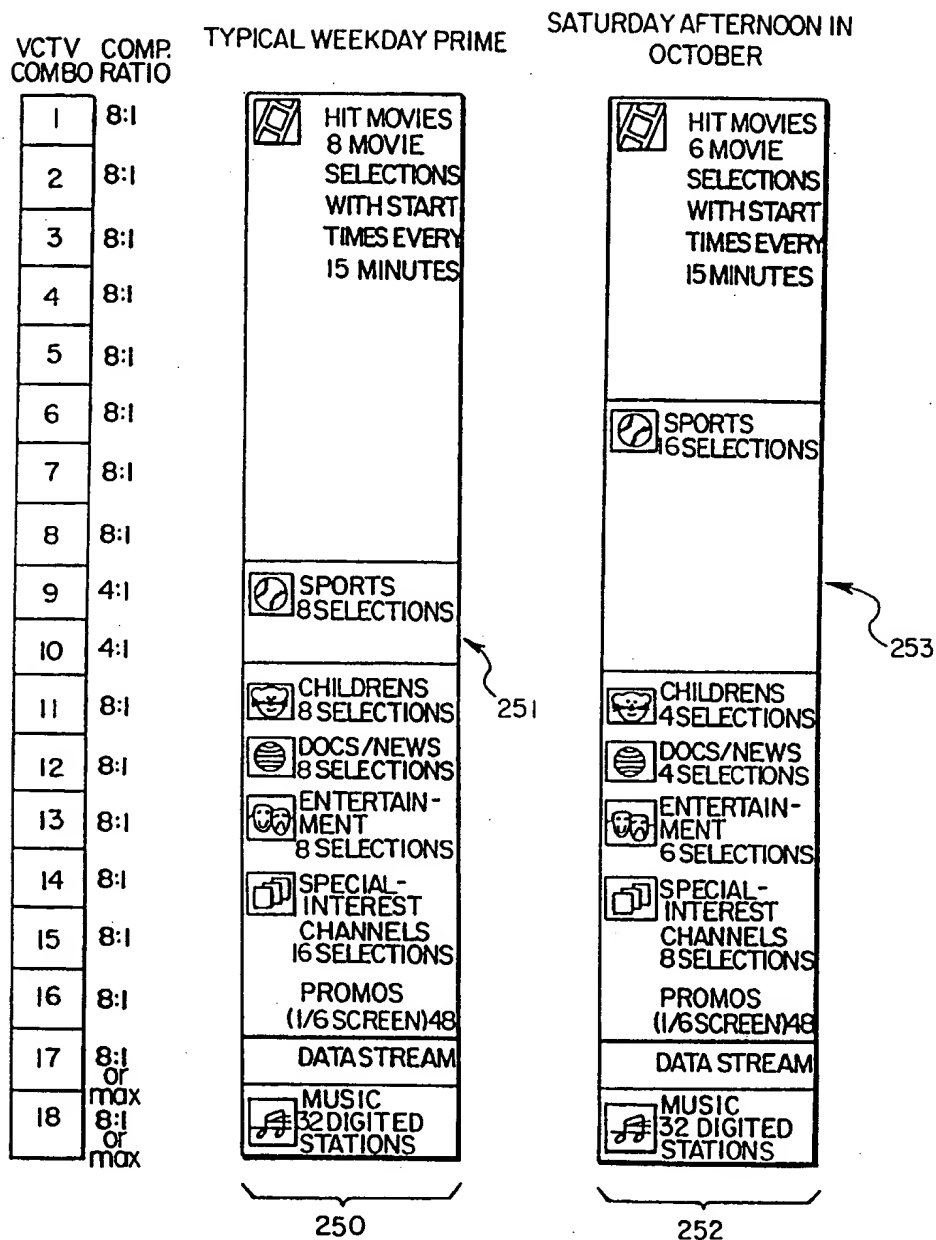 VCTV COMBO
COMP. RATIO
1 8:1
2 8:1
3 8:1
4 8:1
5 8:1
6 8:1
7 8:1
8 8:1
9 4:1
10 4:1
11 8:1
12 8:1
13 8:1
14 8:1
15 8:1
16 8:1
17 8:1
or
max
18 8:1
or
max
TYPICAL WEEKDAY PRIME
HIT MOVIES
8 MOVIE
SELECTIONS
WITH START
TIMES EVERY
15 MINUTES
SPORTS
8 SELECTIONS
251
CHILDRENS
8 SELECTIONS
DOCS/NEWS
8 SELECTIONS
ENTERTAIN-
MENT
8 SELECTIONS
SPECIAL-
INTEREST
CHANNELS
16 SELECTIONS
PROMOS
(1/6 SCREEN)48
DATA STREAM
MUSIC
32 DIGITED
STATIONS
250
SATURDAY AFTERNOON IN
OCTOBER
HIT MOVIES
6 MOVIE
SELECTIONS
WITH START
TIMES EVERY
15 MINUTES
SPORTS
16 SELECTIONS
253
CHILDRENS
4 SELECTIONS
DOCS/NEWS
4 SELECTIONS
ENTERTAIN-
MENT
6 SELECTIONS
SPECIAL-
INTEREST
CHANNELS
8 SELECTIONS
PROMOS
(1/6 SCREEN)48
DATA STREAM
MUSIC
32 DIGITED
STATIONS
252